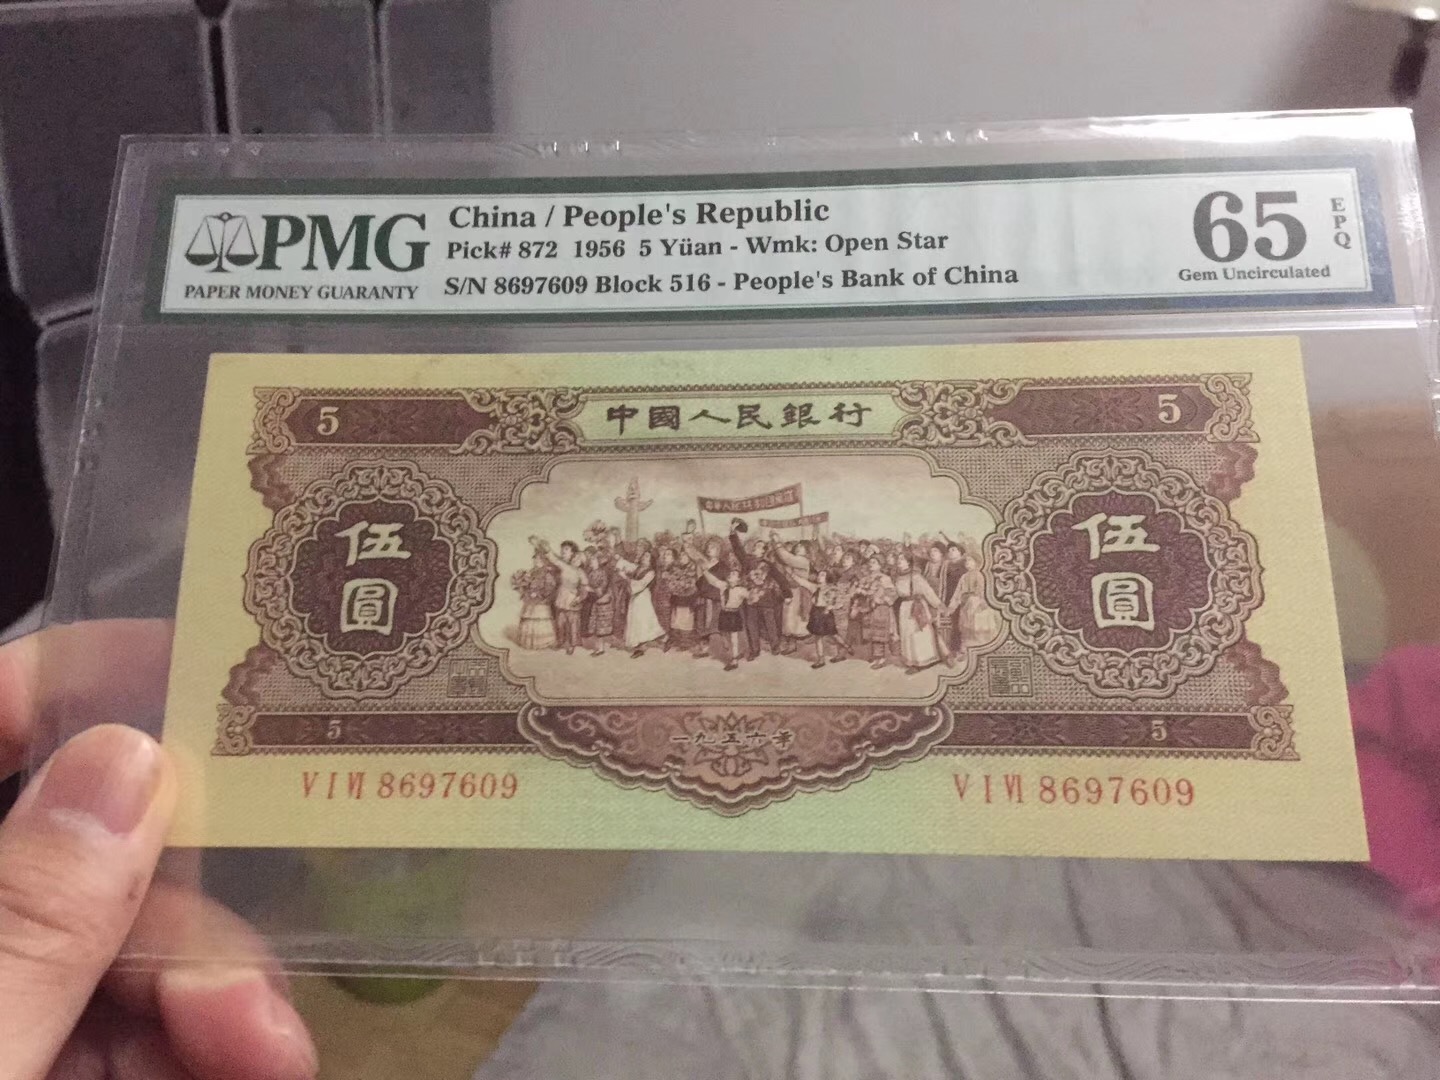 PMG
PAPER MONEY GUARANTY
China / People's Republic
Pick# 872 1956 5 Yüan - Wmk: Open Star
S/N 8697609 Block 516 - People's Bank of China
65 EPQ
Gem Uncirculated
5 中國人民銀行 5
伍圓 伍圓
5 一九五六年 5
V I VI 8697609 V I VI 8697609